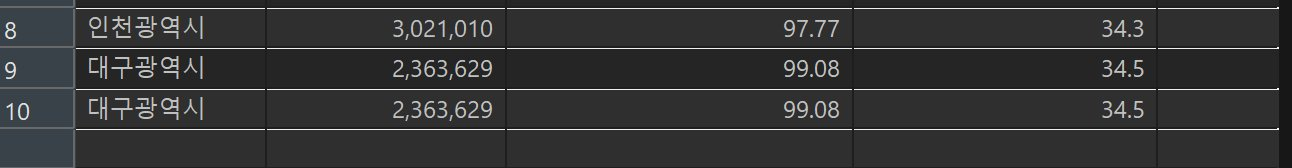 8 인천광역시 3,021,010 97.77 34.3
9 대구광역시 2,363,629 99.08 34.5
10 대구광역시 2,363,629 99.08 34.5